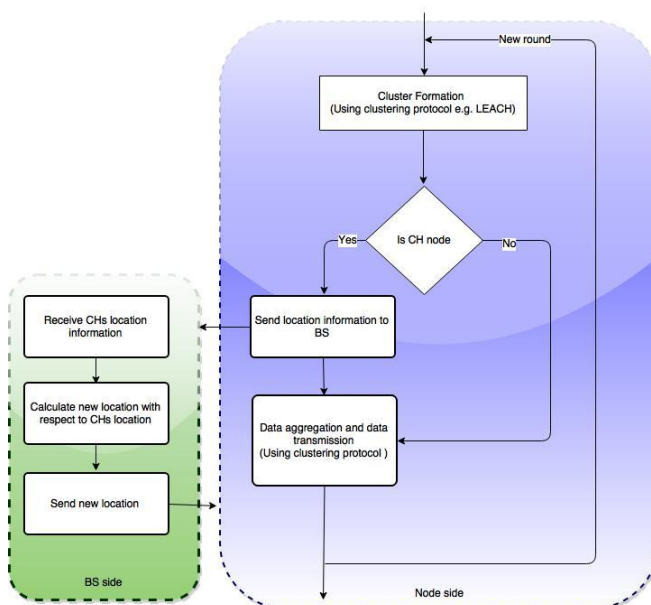 New round
Cluster Formation
(Using clustering protocol e.g. LEACH)
Is CH node
Yes
No
Send location information to
BS
Data aggregation and data
transmission
(Using clustering protocol )
Node side
Receive CHs location
information
Calculate new location with
respect to CHs location
Send new location
BS side